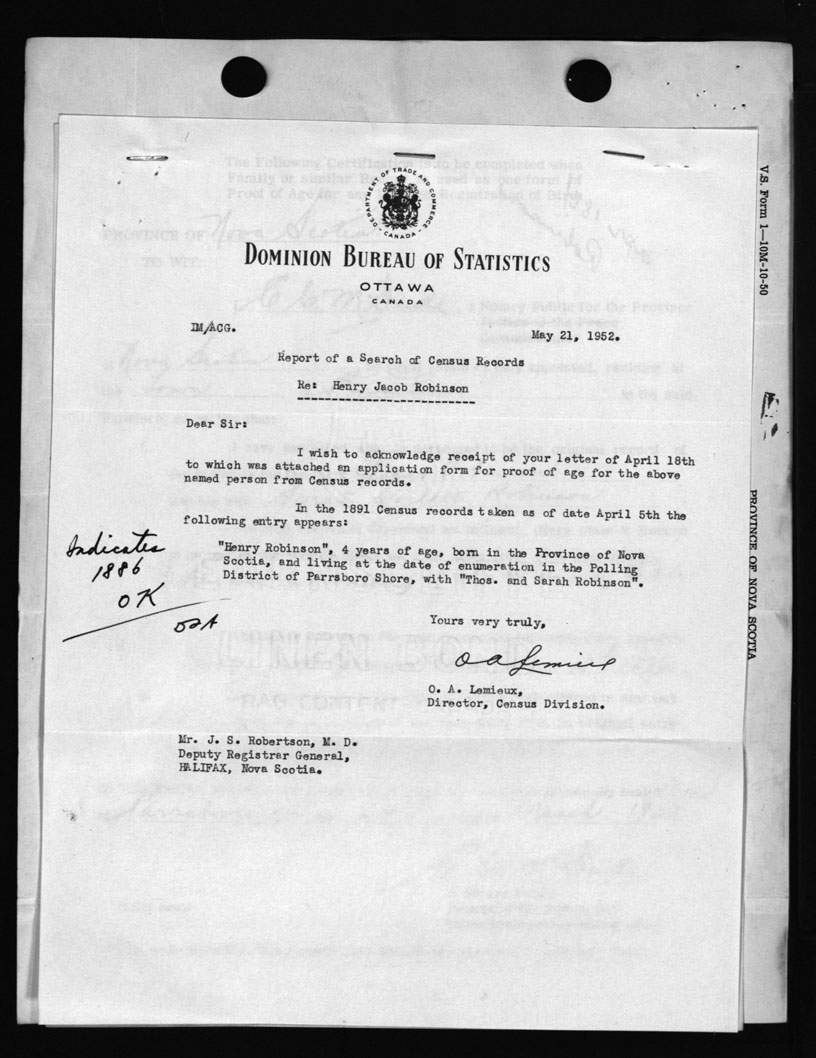 DEPARTMENT OF TRADE AND COMMERCE
CANADA
DOMINION BUREAU OF STATISTICS
OTTAWA
CANADA
IM/ACG.
May 21, 1952.
Report of a Search of Census Records
Re: Henry Jacob Robinson
Dear Sir:
I wish to acknowledge receipt of your letter of April 18th
to which was attached an application form for proof of age for the above
named person from Census records.
In the 1891 Census records taken as of date April 5th the
following entry appears:
"Henry Robinson", 4 years of age, born in the Province of Nova
Scotia, and living at the date of enumeration in the Polling
District of Parrsboro Shore, with "Thos. and Sarah Robinson".
Indicates
1886
OK
Yours very truly,
O A Lemieux
O. A. Lemieux,
Director, Census Division.
Mr. J. S. Robertson, M. D.
Deputy Registrar General,
HALIFAX, Nova Scotia.
V.S. Form 1—10M-10-50
PROVINCE OF NOVA SCOTIA